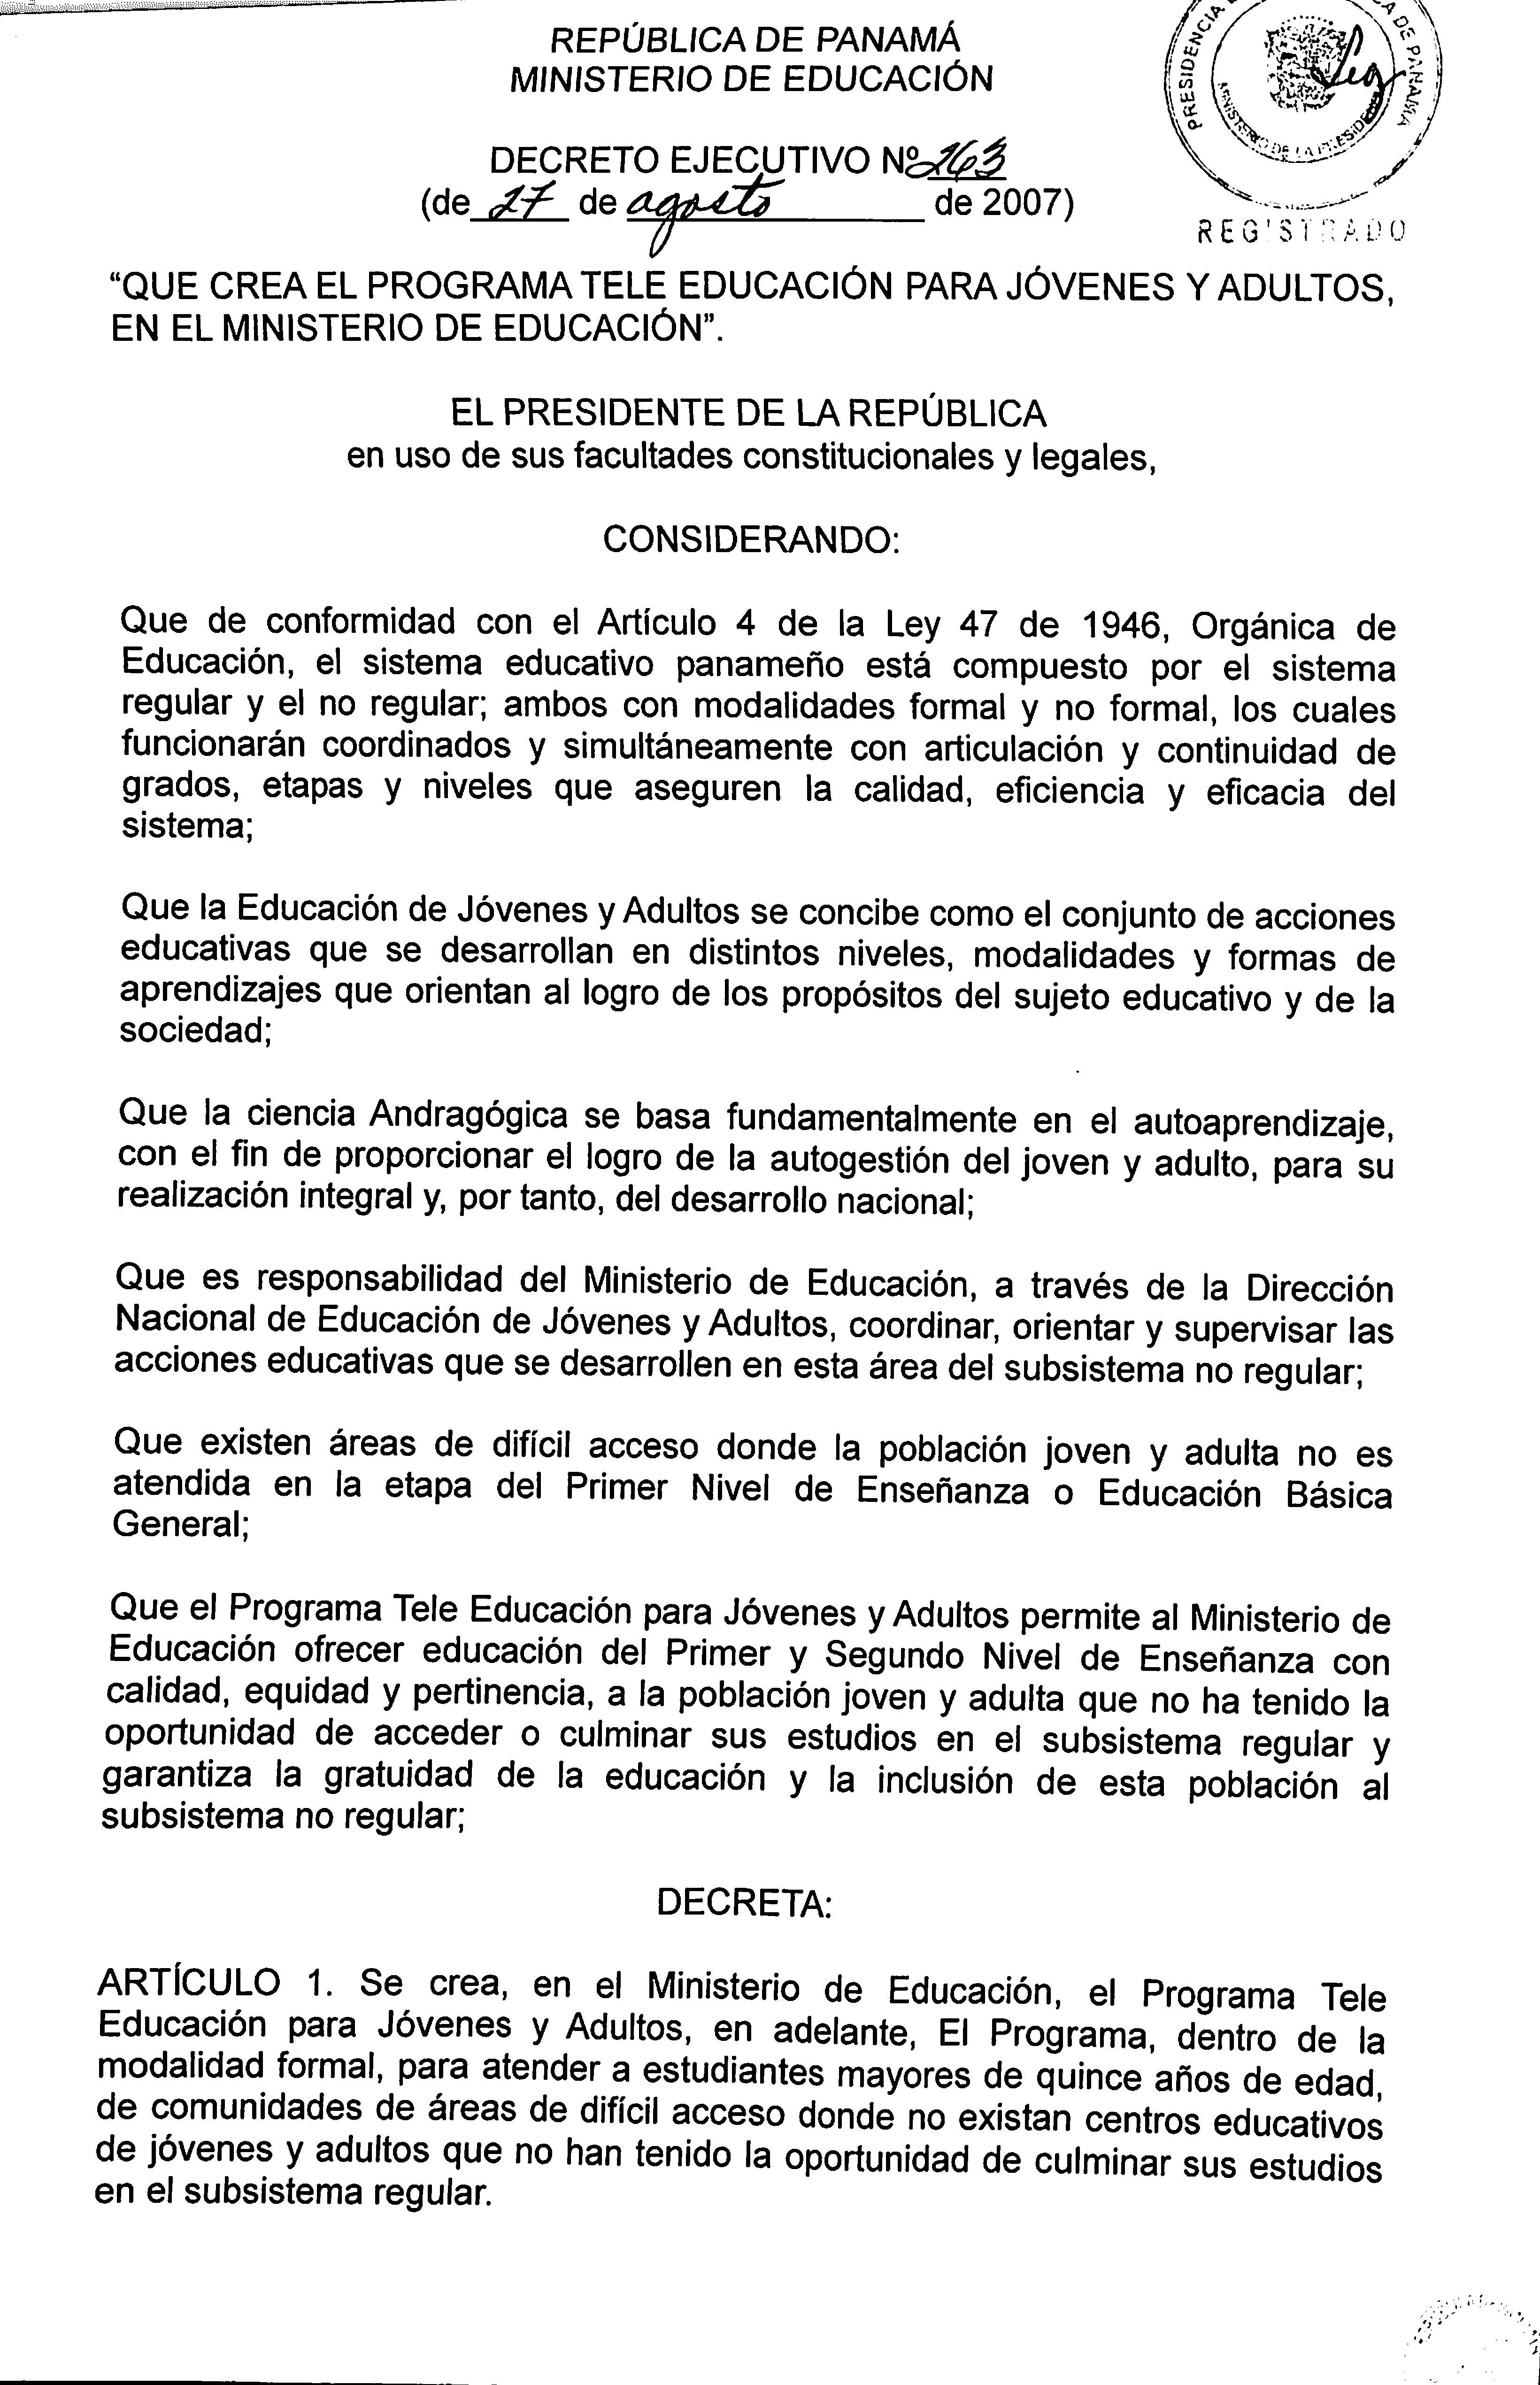 REPÚBLICA DE PANAMÁ
MINISTERIO DE EDUCACIÓN
DECRETO EJECUTIVO Nº 263
(de 27 de agosto de 2007)
REGISTRADO
“QUE CREA EL PROGRAMA TELE EDUCACIÓN PARA JÓVENES Y ADULTOS,
EN EL MINISTERIO DE EDUCACIÓN”.
EL PRESIDENTE DE LA REPÚBLICA
en uso de sus facultades constitucionales y legales,
CONSIDERANDO:
Que de conformidad con el Artículo 4 de la Ley 47 de 1946, Orgánica de
Educación, el sistema educativo panameño está compuesto por el sistema
regular y el no regular; ambos con modalidades formal y no formal, los cuales
funcionarán coordinados y simultáneamente con articulación y continuidad de
grados, etapas y niveles que aseguren la calidad, eficiencia y eficacia del
sistema;
Que la Educación de Jóvenes y Adultos se concibe como el conjunto de acciones
educativas que se desarrollan en distintos niveles, modalidades y formas de
aprendizajes que orientan al logro de los propósitos del sujeto educativo y de la
sociedad;
Que la ciencia Andragógica se basa fundamentalmente en el autoaprendizaje,
con el fin de proporcionar el logro de la autogestión del joven y adulto, para su
realización integral y, por tanto, del desarrollo nacional;
Que es responsabilidad del Ministerio de Educación, a través de la Dirección
Nacional de Educación de Jóvenes y Adultos, coordinar, orientar y supervisar las
acciones educativas que se desarrollen en esta área del subsistema no regular;
Que existen áreas de difícil acceso donde la población joven y adulta no es
atendida en la etapa del Primer Nivel de Enseñanza o Educación Básica
General;
Que el Programa Tele Educación para Jóvenes y Adultos permite al Ministerio de
Educación ofrecer educación del Primer y Segundo Nivel de Enseñanza con
calidad, equidad y pertinencia, a la población joven y adulta que no ha tenido la
oportunidad de acceder o culminar sus estudios en el subsistema regular y
garantiza la gratuidad de la educación y la inclusión de esta población al
subsistema no regular;
DECRETA:
ARTÍCULO 1. Se crea, en el Ministerio de Educación, el Programa Tele
Educación para Jóvenes y Adultos, en adelante, El Programa, dentro de la
modalidad formal, para atender a estudiantes mayores de quince años de edad,
de comunidades de áreas de difícil acceso donde no existan centros educativos
de jóvenes y adultos que no han tenido la oportunidad de culminar sus estudios
en el subsistema regular.